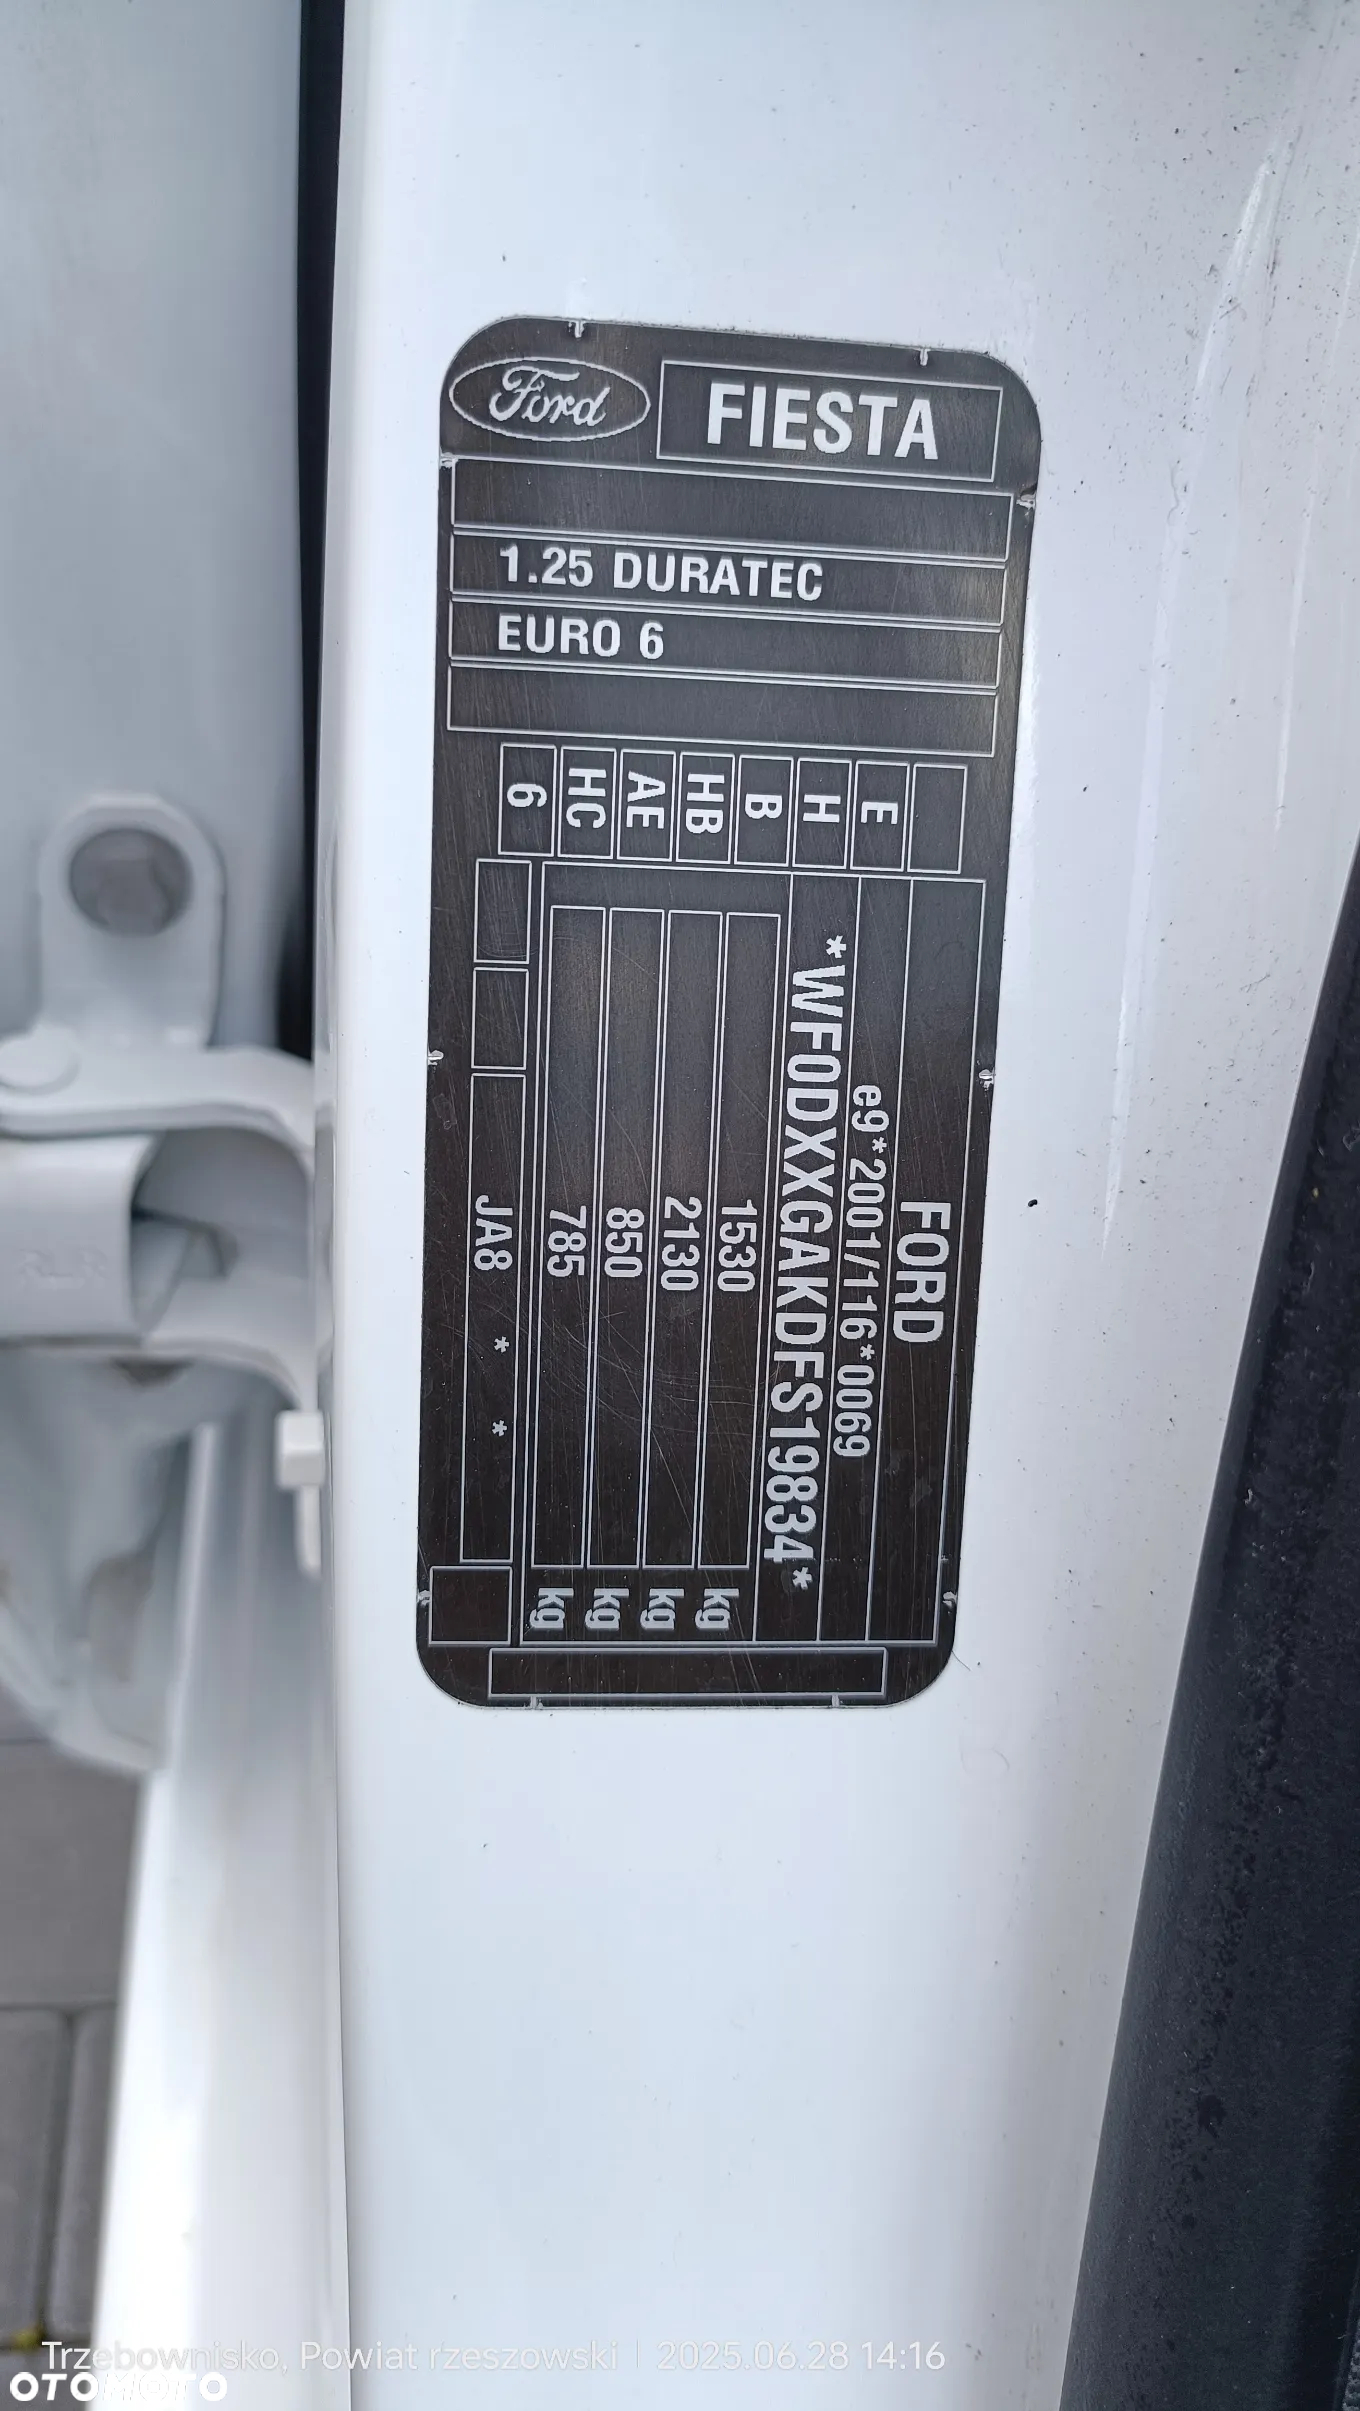 Ford
FIESTA
1.25 DURATEC
EURO 6
E
H
B
HB
AE
HC
6
FORD
e9*2001/116*0069
*WF0DXXGAKDFS19834*
1530 kg
2130 kg
850 kg
785 kg
JA8 * *
Trzebownisko, Powiat rzeszowski | 2025.06.28 14:16
OTOMOTO